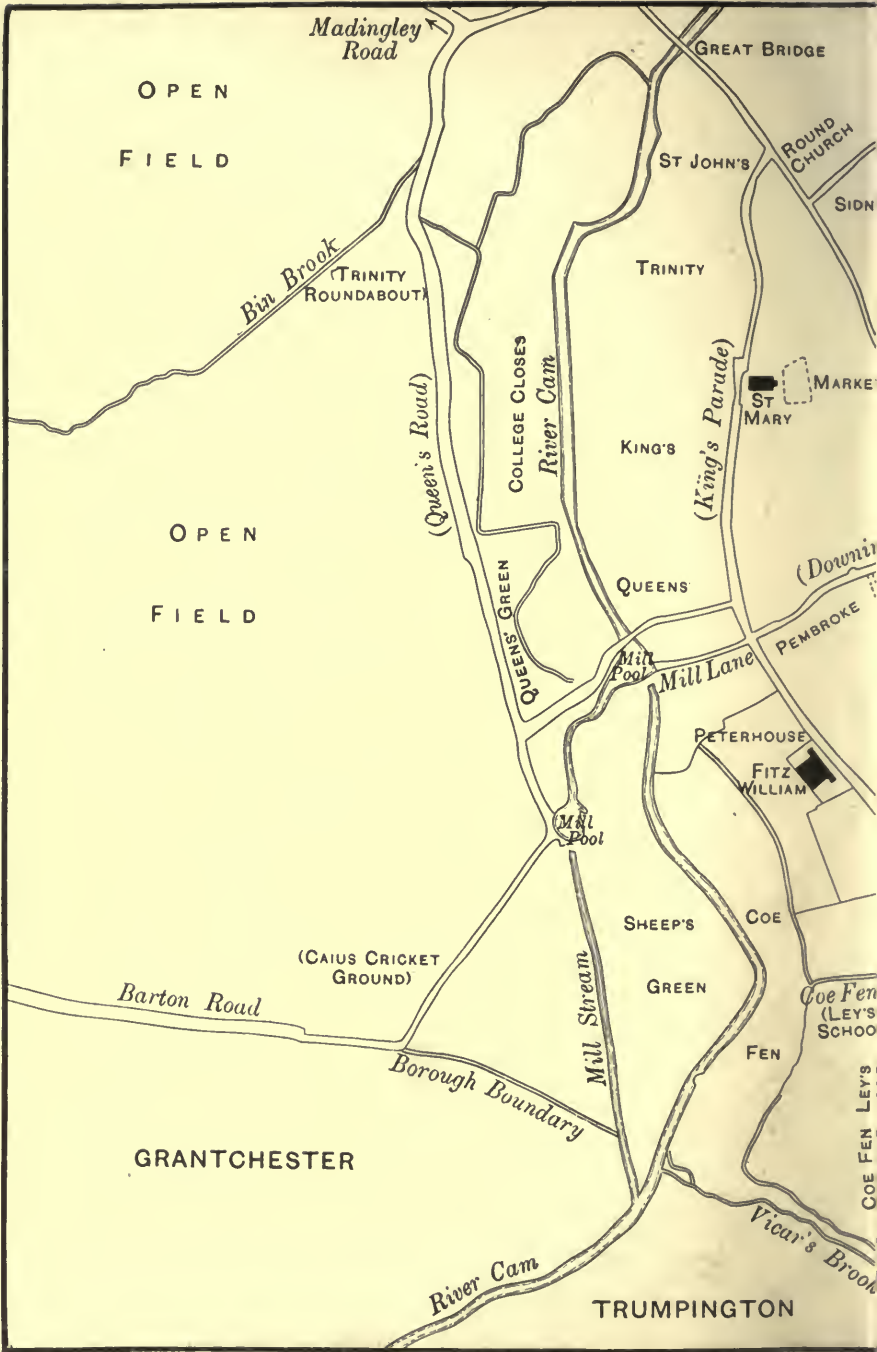 Madingley
Road
GREAT BRIDGE
OPEN
FIELD
ROUND
CHURCH
ST JOHN'S
SIDN
Bin Brook
(TRINITY
ROUNDABOUT)
TRINITY
COLLEGE CLOSES
River Cam
(Queen's Road)
(King's Parade)
ST
MARY
MARKET
KING'S
OPEN
FIELD
QUEENS'
QUEENS' GREEN
(Downin
PEMBROKE
Mill
Pool
Mill Lane
PETERHOUSE
FITZ
WILLIAM
Mill
Pool
SHEEP'S
GREEN
COE
FEN
(CAIUS CRICKET
GROUND)
Barton Road
Mill Stream
Coe Fen
(LEY'S
SCHOO
Borough Boundary
COE FEN LEY'S
GRANTCHESTER
Vicar's Brook
River Cam
TRUMPINGTON